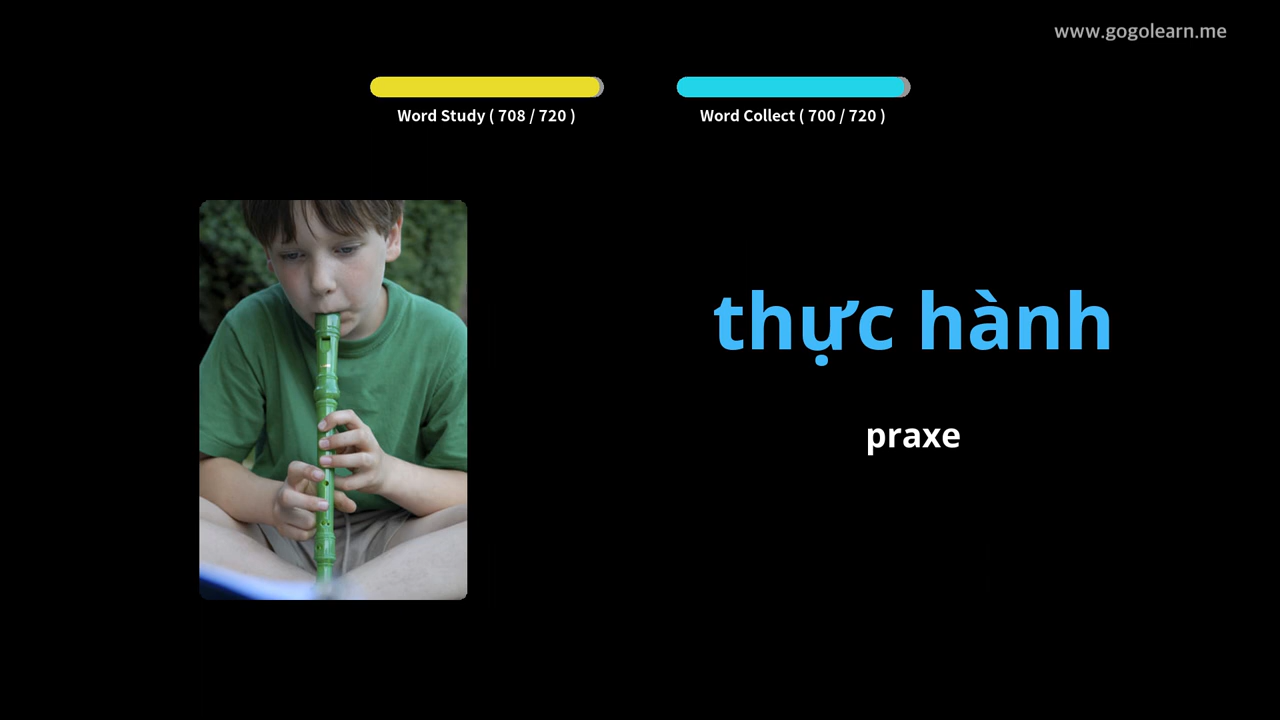 www.gogolearn.me
Word Study ( 708 / 720 )
Word Collect ( 700 / 720 )
thực hành
praxe